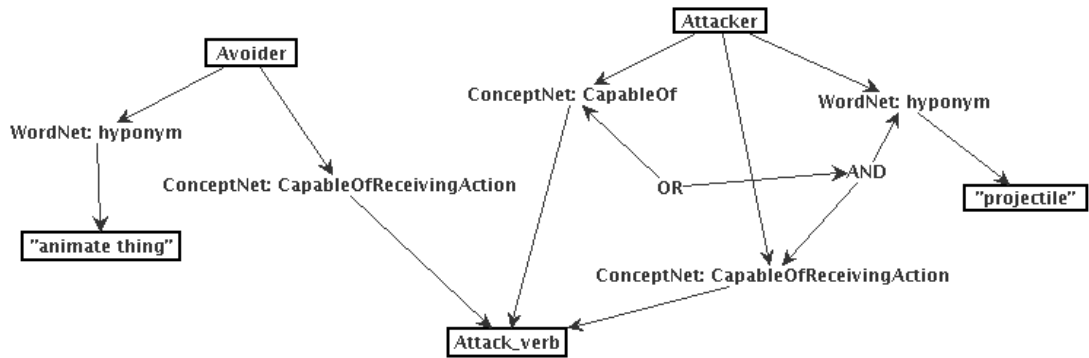 Attacker
Avoider
ConceptNet: CapableOf
WordNet: hyponym
WordNet: hyponym
ConceptNet: CapableOfReceivingAction
OR
AND
"projectile"
"animate thing"
ConceptNet: CapableOfReceivingAction
Attack_verb